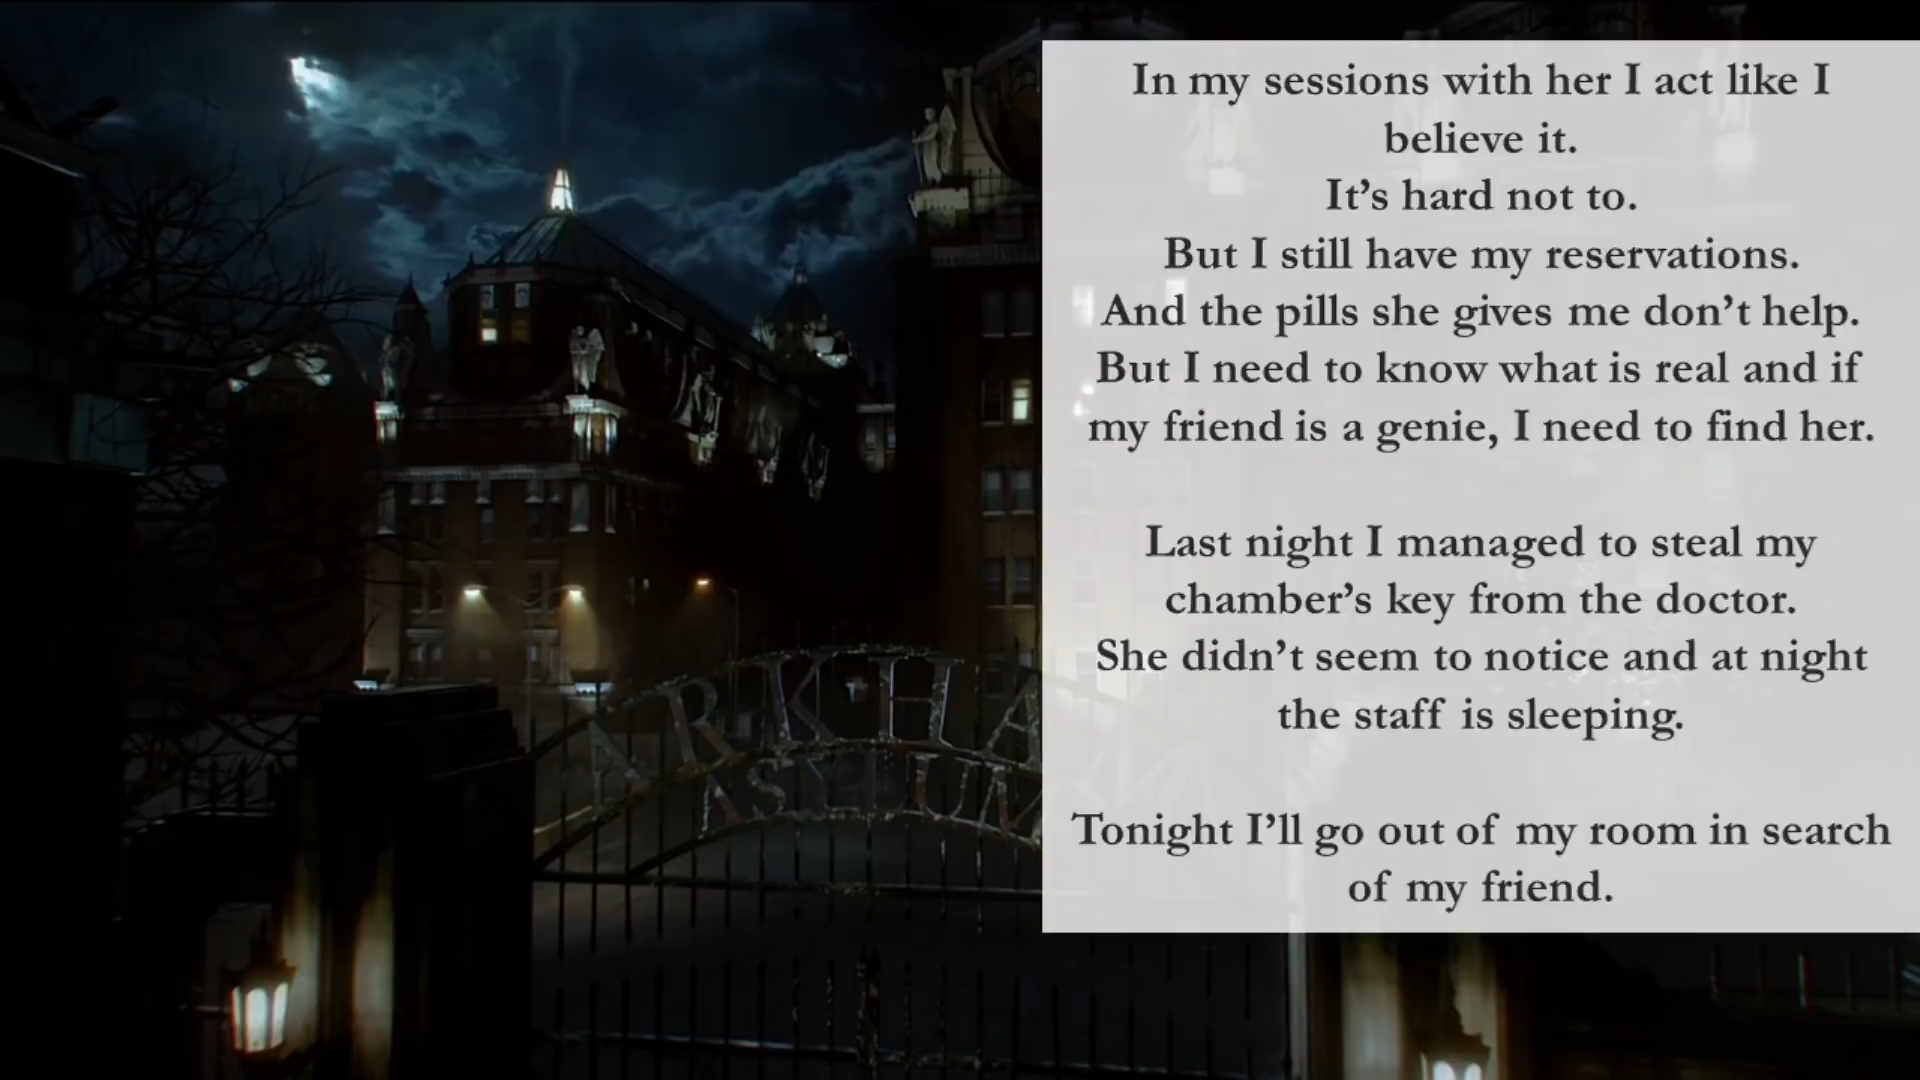 In my sessions with her I act like I
believe it.
It’s hard not to.
But I still have my reservations.
And the pills she gives me don’t help.
But I need to know what is real and if
my friend is a genie, I need to find her.
Last night I managed to steal my
chamber’s key from the doctor.
She didn’t seem to notice and at night
the staff is sleeping.
Tonight I’ll go out of my room in search
of my friend.
ARKHA
ASYLUM